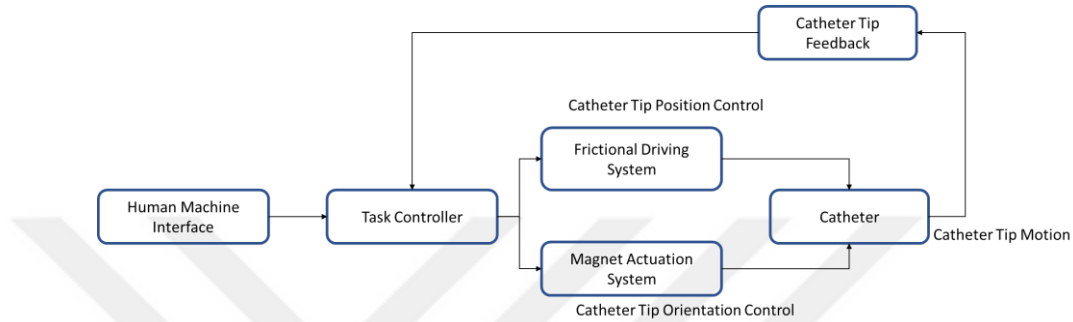 Catheter Tip
Feedback
Catheter Tip Position Control
Frictional Driving
System
Human Machine
Interface
Task Controller
Catheter
Catheter Tip Motion
Magnet Actuation
System
Catheter Tip Orientation Control